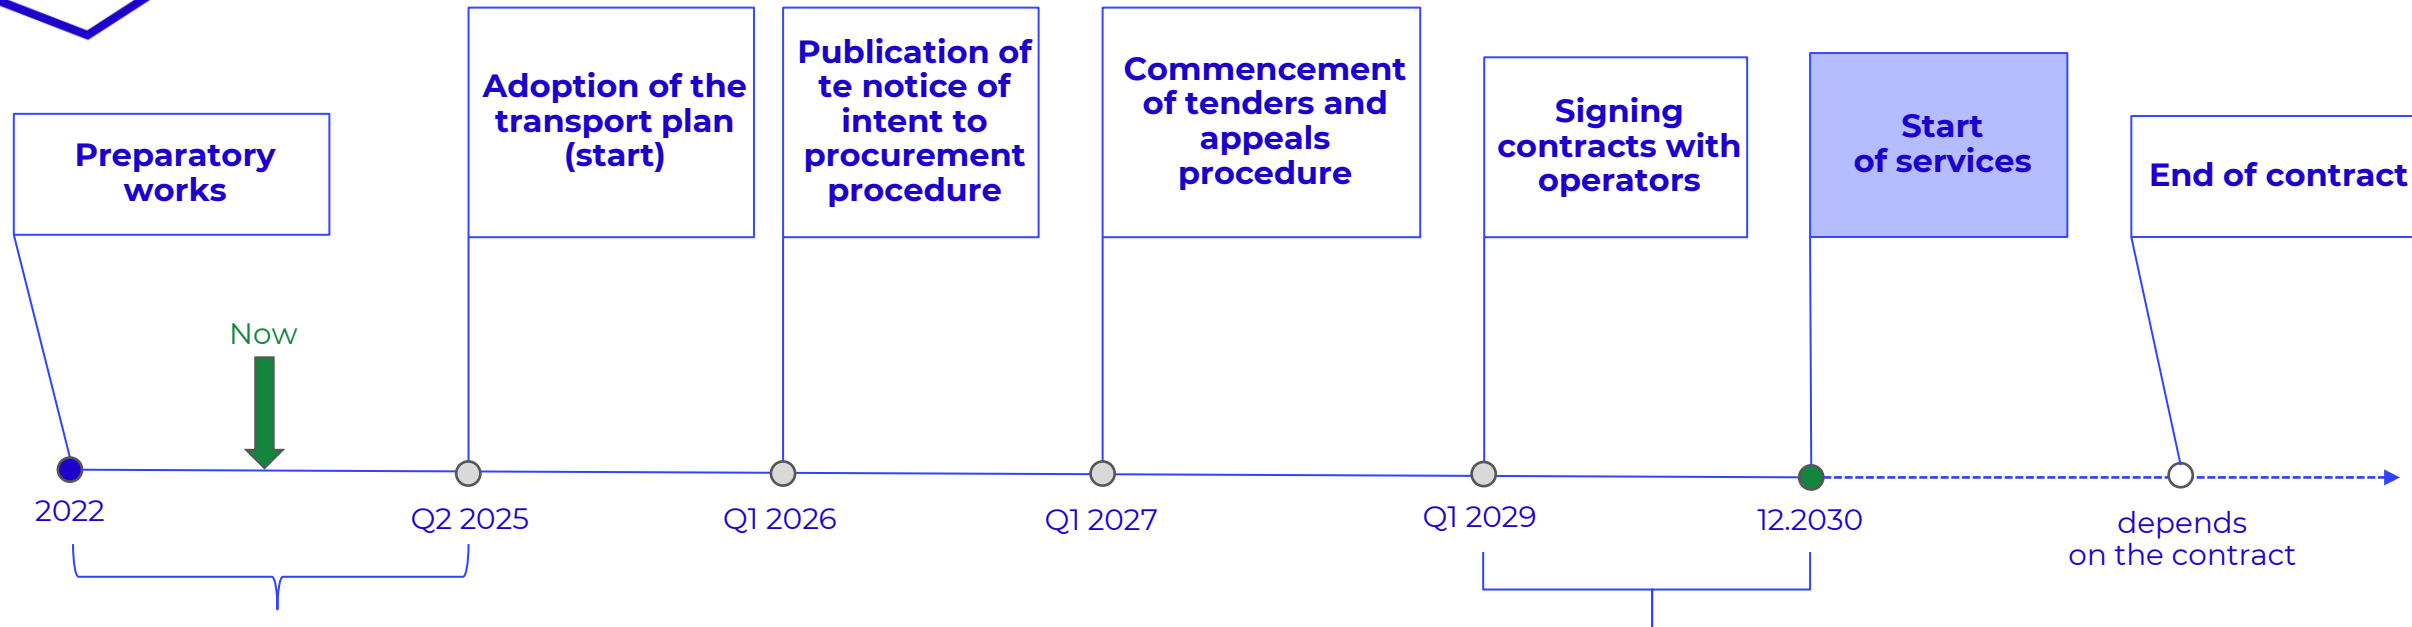 Preparatory
works
Adoption of the
transport plan
(start)
Publication of
te notice of
intent to
procurement
procedure
Commencement
of tenders and
appeals
procedure
Signing
contracts with
operators
Start
of services
End of contract
Now
2022
Q2 2025
Q1 2026
Q1 2027
Q1 2029
12.2030
depends
on the contract